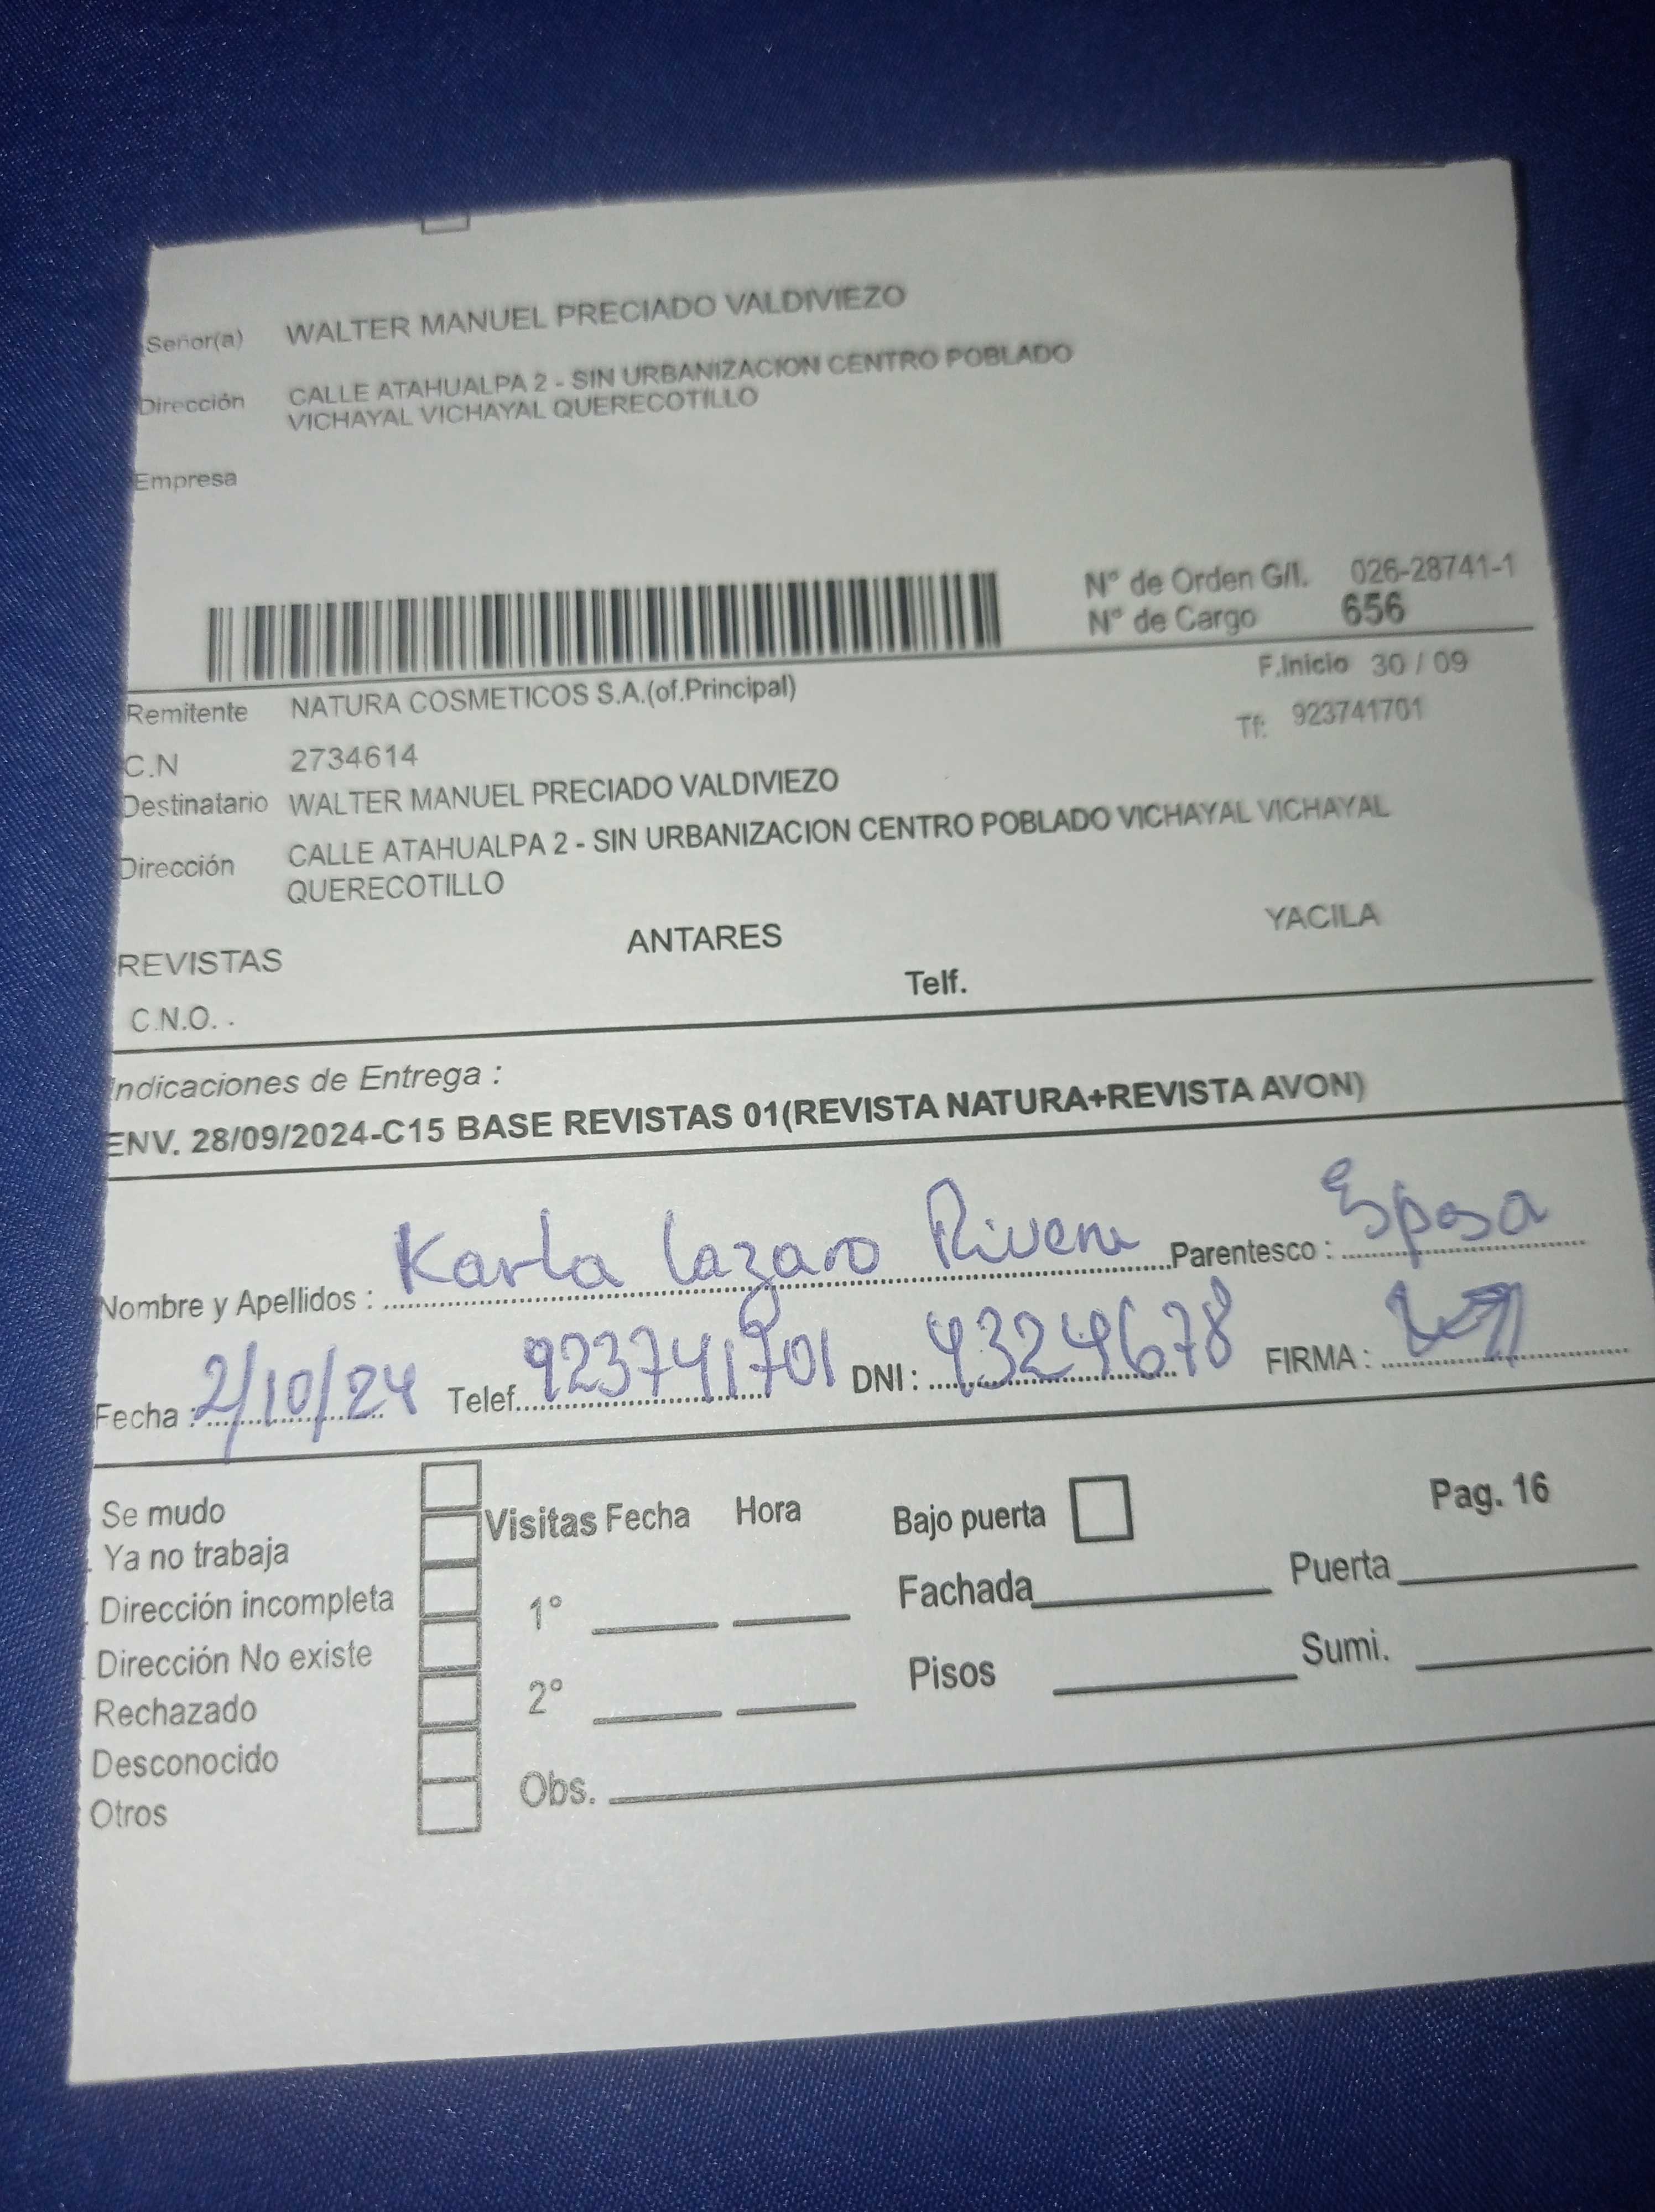 Señor(a) WALTER MANUEL PRECIADO VALDIVIEZO
Dirección CALLE ATAHUALPA 2 - SIN URBANIZACION CENTRO POBLADO
VICHAYAL VICHAYAL QUERECOTILLO
Empresa
N° de Orden G/I. 026-28741-1
N° de Cargo 656
F.Inicio 30 / 09
Remitente NATURA COSMETICOS S.A.(of.Principal)
Tf: 923741701
C.N 2734614
Destinatario WALTER MANUEL PRECIADO VALDIVIEZO
Dirección CALLE ATAHUALPA 2 - SIN URBANIZACION CENTRO POBLADO VICHAYAL VICHAYAL
QUERECOTILLO
REVISTAS ANTARES YACILA
C.N.O. . Telf.
Indicaciones de Entrega :
ENV. 28/09/2024-C15 BASE REVISTAS 01(REVISTA NATURA+REVISTA AVON)
Nombre y Apellidos : Karla Lazaro Rivera Parentesco : Esposa
Fecha : 2/10/24 Telef. 923741701 DNI : 43249678 FIRMA :
Se mudo
Ya no trabaja
Dirección incompleta
Dirección No existe
Rechazado
Desconocido
Otros
Visitas Fecha Hora
1°
2°
Obs.
Bajo puerta
Pag. 16
Fachada Puerta
Pisos Sumi.